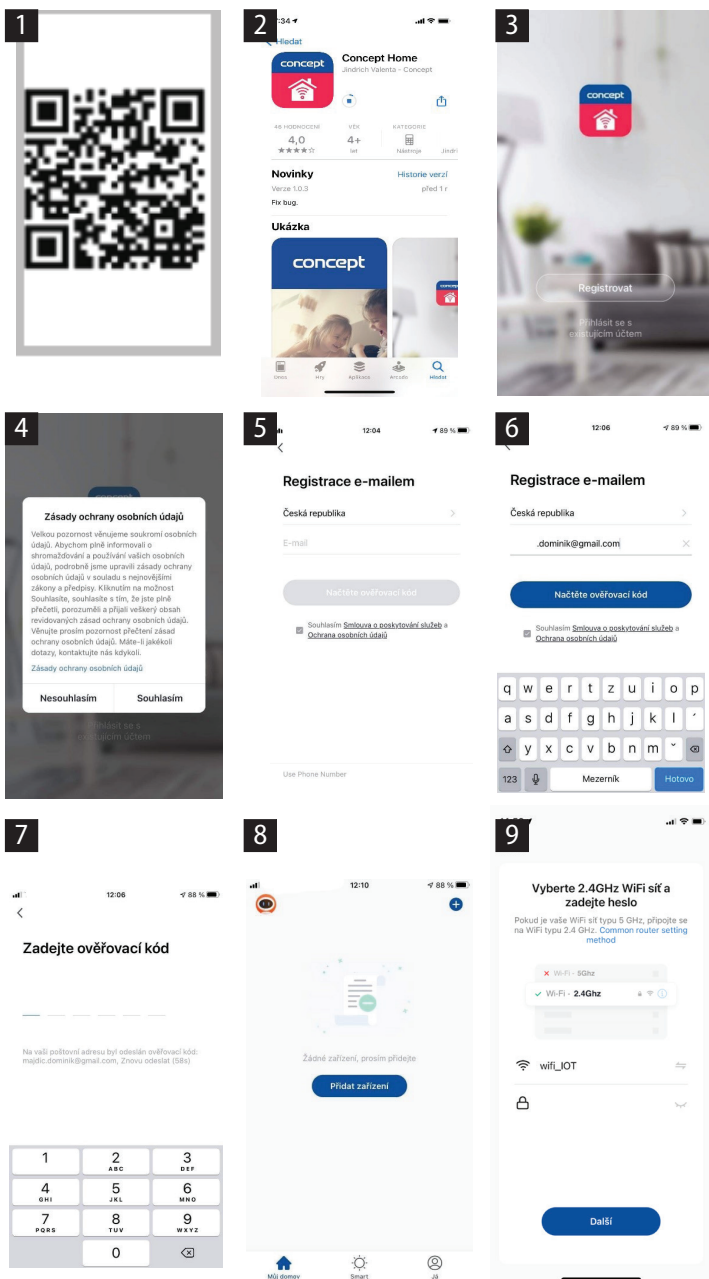 1
2
:34
Hledat
concept
Concept Home
Jindrich Valenta - Concept
46 HODNOCENÍ
VĚK
KATEGORIE
4,0
4+
★★★★☆
let
Nástroje
Jindri
Novinky
Historie verzí
Verze 1.0.3
před 1 r
Fix bug.
Ukázka
concept
concept
Dnes
Hry
Aplikace
Arcade
Hledat
3
concept
Registrovat
Přihlásit se s
existujícím účtem
4
Zásady ochrany osobních údajů
Velkou pozornost věnujeme soukromí osobních
údajů. Abychom plně informovali o
shromažďování a používání vašich osobních
údajů, podrobně jsme upravili zásady ochrany
osobních údajů v souladu s nejnovějšími
zákony a předpisy. Kliknutím na možnost
Souhlasíte, souhlasíte s tím, že jste plně
přečetli, porozuměli a přijali veškerý obsah
revidovaných zásad ochrany osobních údajů.
Věnujte prosím pozornost přečtení zásad
ochrany osobních údajů. Máte-li jakékoli
dotazy, kontaktujte nás kdykoli.
Zásady ochrany osobních údajů
Nesouhlasím
Souhlasím
Přihlásit se s
existujícím účtem
5
12:04
89 %
Registrace e-mailem
Česká republika
E-mail
Načtěte ověřovací kód
Souhlasím Smlouva o poskytování služeb a
Ochrana osobních údajů
Use Phone Number
6
12:06
89 %
Registrace e-mailem
Česká republika
.dominik@gmail.com
Načtěte ověřovací kód
Souhlasím Smlouva o poskytování služeb a
Ochrana osobních údajů
q w e r t z u i o p
a s d f g h j k l ´
y x c v b n m ˇ
123
Mezerník
Hotovo
7
12:06
88 %
Zadejte ověřovací kód
Na vaši poštovní adresu byl odeslán ověřovací kód:
majdic.dominik@gmail.com, Znovu
odeslat (58s)
1
2
ABC
3
DEF
4
GHI
5
JKL
6
MNO
7
PQRS
8
TUV
9
WXYZ
0
8
12:10
88 %
Žádné zařízení, prosím přidejte
Přidat zařízení
Můj domov
Smart
Já
9
Vyberte 2.4GHz WiFi síť a
zadejte heslo
Pokud je vaše WiFi síť typu 5 GHz, připojte se
na WiFi typu 2.4 GHz. Common router setting
method
Wi-Fi - 5Ghz
Wi-Fi - 2.4Ghz
wifi_IOT
Další